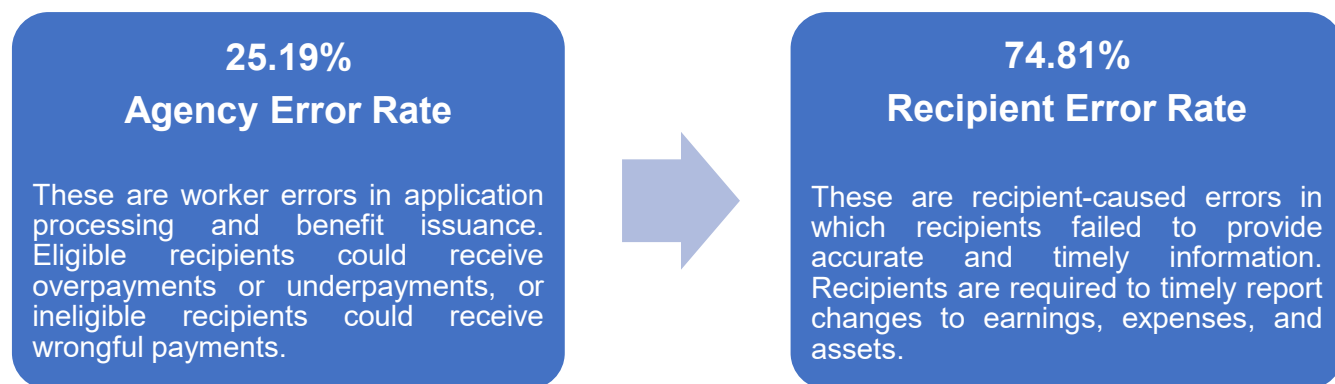 25.19%
Agency Error Rate
These are worker errors in application
processing and benefit issuance.
Eligible recipients could receive
overpayments or underpayments, or
ineligible recipients could receive
wrongful payments.
74.81%
Recipient Error Rate
These are recipient-caused errors in
which recipients failed to provide
accurate and timely information.
Recipients are required to timely report
changes to earnings, expenses, and
assets.